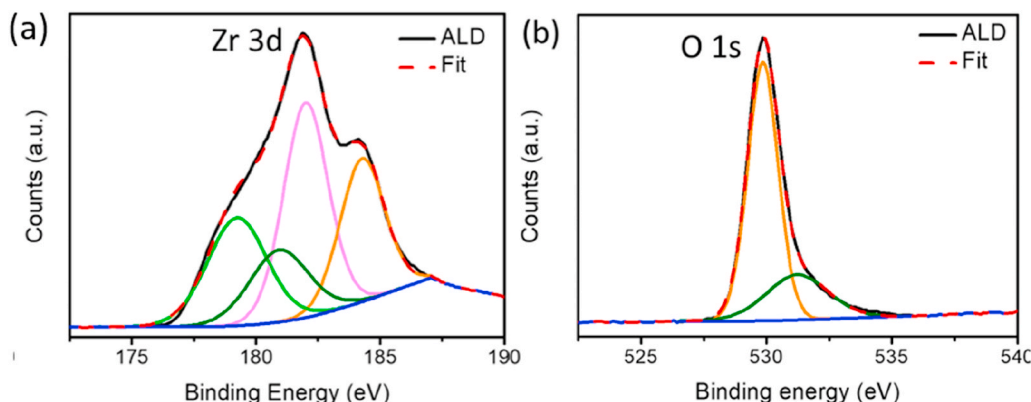 (a)
Zr 3d
ALD
Fit
Counts (a.u.)
175 180 185 190
Binding Energy (eV)
(b)
O 1s
ALD
Fit
Counts (a.u.)
525 530 535 540
Binding energy (eV)